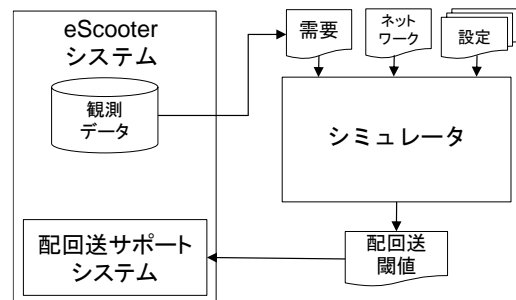 eScooter
システム
観測
データ
配回送サポート
システム
需要
ネット
ワーク
設定
シミュレータ
配回送
閾値